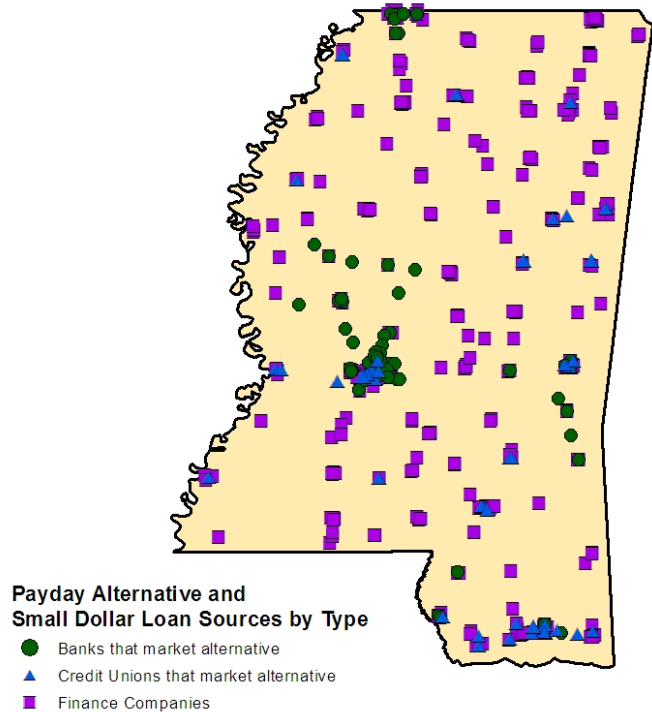 Payday Alternative and
Small Dollar Loan Sources by Type
Banks that market alternative
Credit Unions that market alternative
Finance Companies